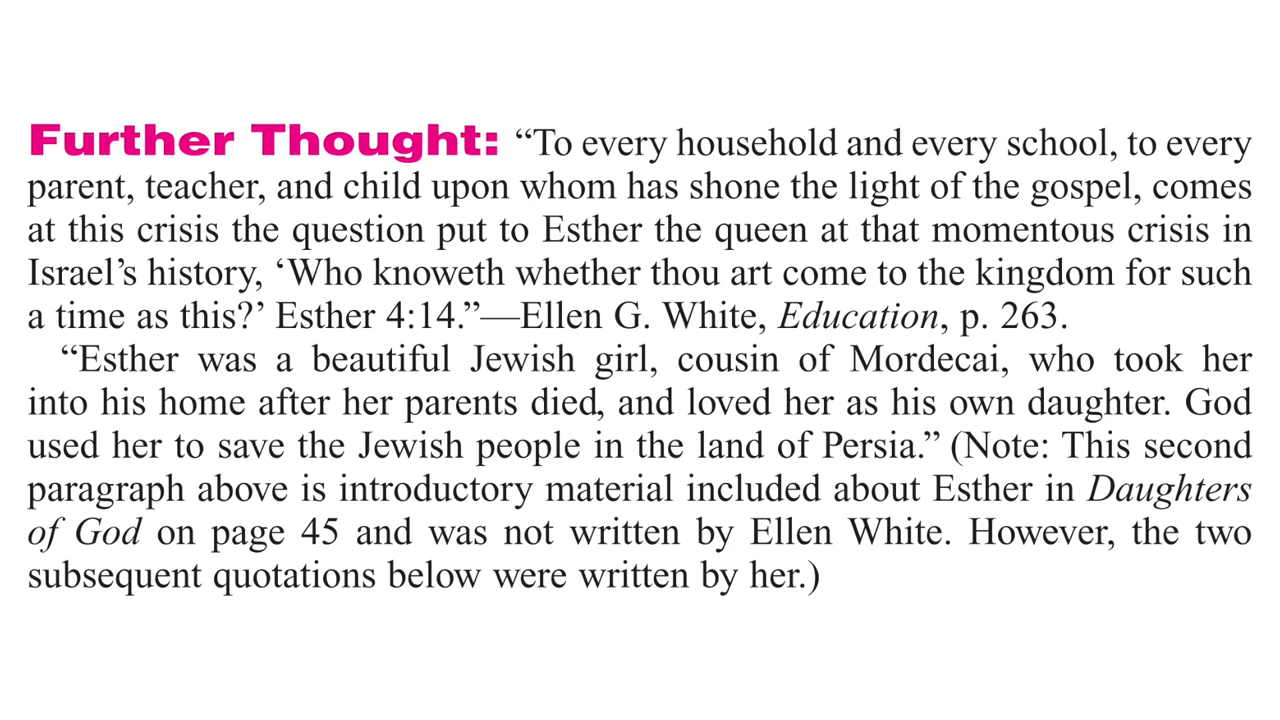 Further Thought: “To every household and every school, to every
parent, teacher, and child upon whom has shone the light of the gospel, comes
at this crisis the question put to Esther the queen at that momentous crisis in
Israel’s history, ‘Who knoweth whether thou art come to the kingdom for such
a time as this?’ Esther 4:14.”—Ellen G. White, Education, p. 263.
“Esther was a beautiful Jewish girl, cousin of Mordecai, who took her
into his home after her parents died, and loved her as his own daughter. God
used her to save the Jewish people in the land of Persia.” (Note: This second
paragraph above is introductory material included about Esther in Daughters
of God on page 45 and was not written by Ellen White. However, the two
subsequent quotations below were written by her.)